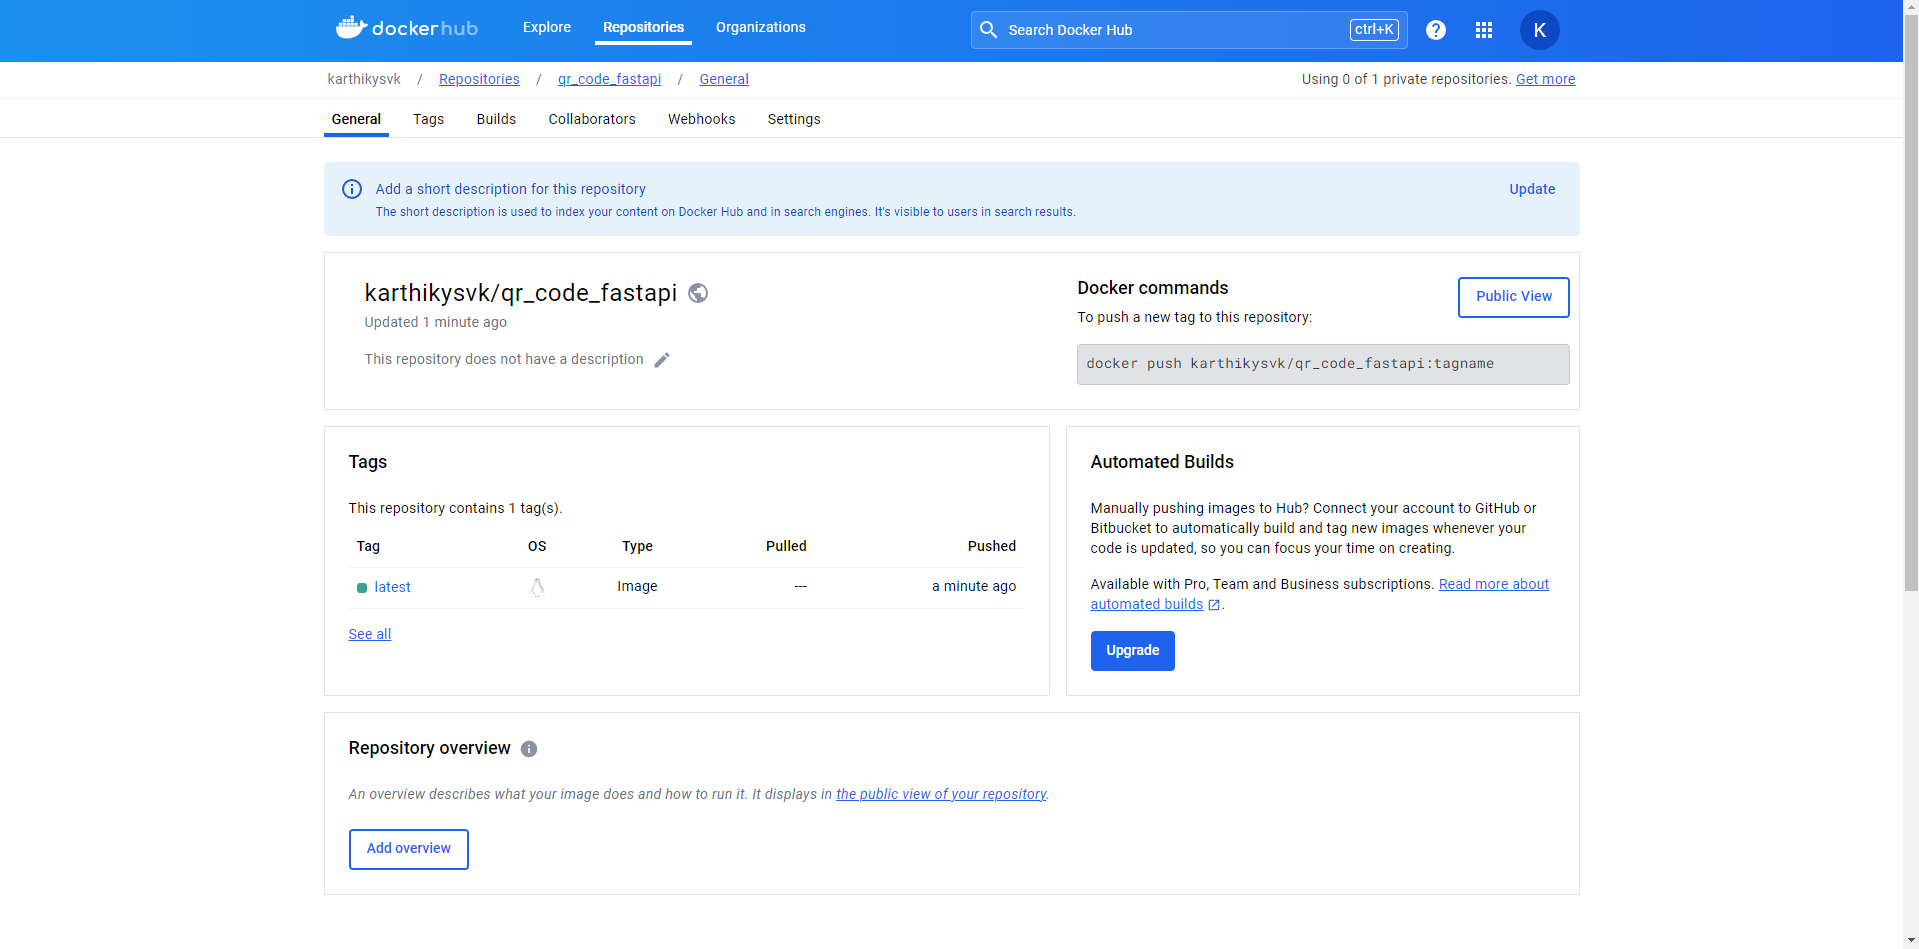 docker hub
Explore
Repositories
Organizations
Search Docker Hub
ctrl+K
?
K
karthikysvk / Repositories / qr_code_fastapi / General
Using 0 of 1 private repositories. Get more
General
Tags
Builds
Collaborators
Webhooks
Settings
Add a short description for this repository
Update
The short description is used to index your content on Docker Hub and in search engines. It's visible to users in search results.
karthikysvk/qr_code_fastapi
Updated 1 minute ago
This repository does not have a description
Docker commands
Public View
To push a new tag to this repository:
docker push karthikysvk/qr_code_fastapi:tagname
Tags
This repository contains 1 tag(s).
Tag OS Type Pulled Pushed
latest Image --- a minute ago
See all
Automated Builds
Manually pushing images to Hub? Connect your account to GitHub or
Bitbucket to automatically build and tag new images whenever your
code is updated, so you can focus your time on creating.
Available with Pro, Team and Business subscriptions. Read more about
automated builds .
Upgrade
Repository overview
An overview describes what your image does and how to run it. It displays in the public view of your repository.
Add overview